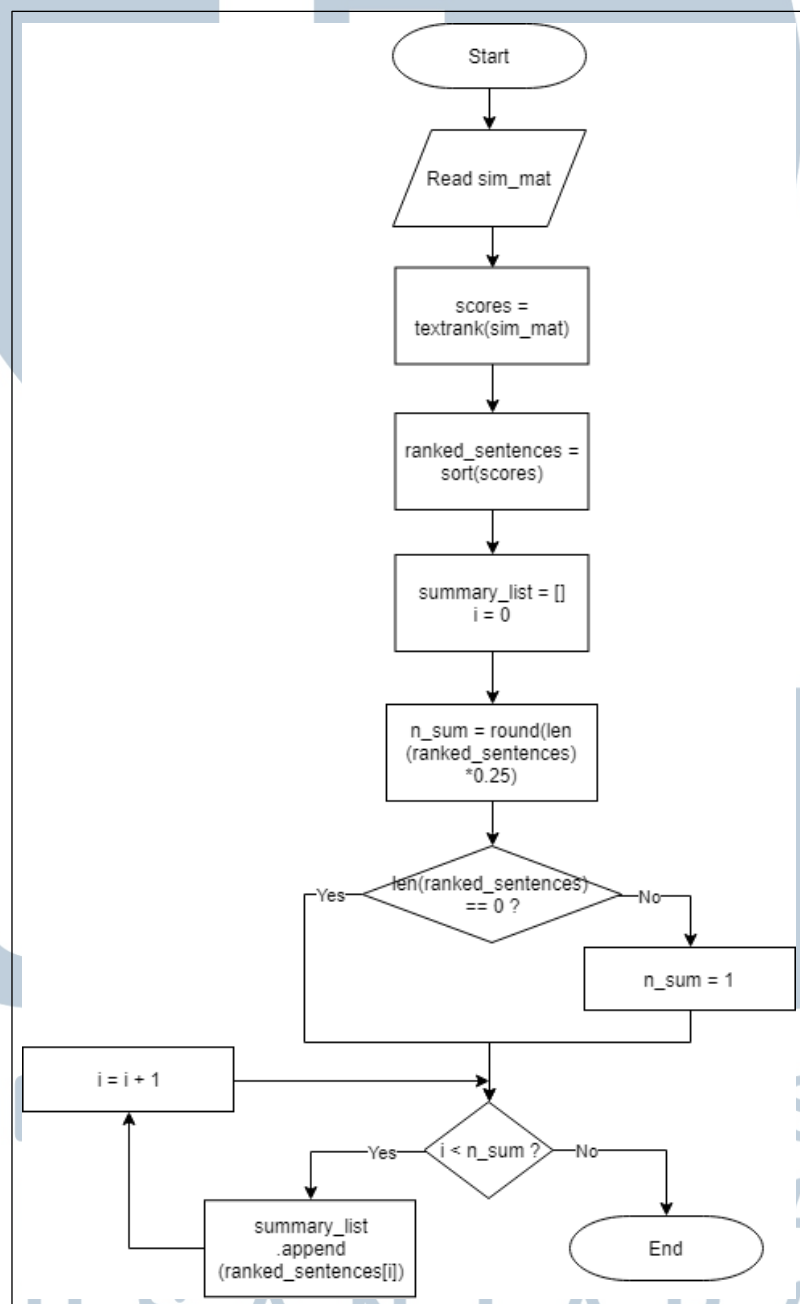 Start
Read sim_mat
scores =
textrank(sim_mat)
ranked_sentences =
sort(scores)
summary_list = []
i = 0
n_sum = round(len
(ranked_sentences)
*0.25)
len(ranked_sentences)
== 0 ?
Yes
No
n_sum = 1
i = i + 1
i < n_sum ?
Yes
No
summary_list
.append
(ranked_sentences[i])
End